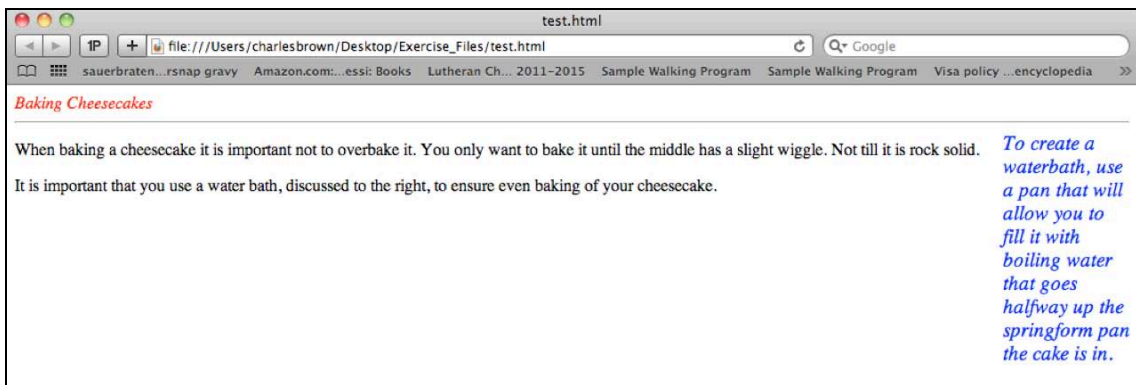 test.html
1P + file:///Users/charlesbrown/Desktop/Exercise_Files/test.html Google
sauerbraten...rsnap gravy Amazon.com:...essi: Books Lutheran Ch... 2011-2015 Sample Walking Program Sample Walking Program Visa policy ...encyclopedia >>
Baking Cheesecakes
When baking a cheesecake it is important not to overbake it. You only want to bake it until the middle has a slight wiggle. Not till it is rock solid.
It is important that you use a water bath, discussed to the right, to ensure even baking of your cheesecake.
To create a
waterbath, use
a pan that will
allow you to
fill it with
boiling water
that goes
halfway up the
springform pan
the cake is in.